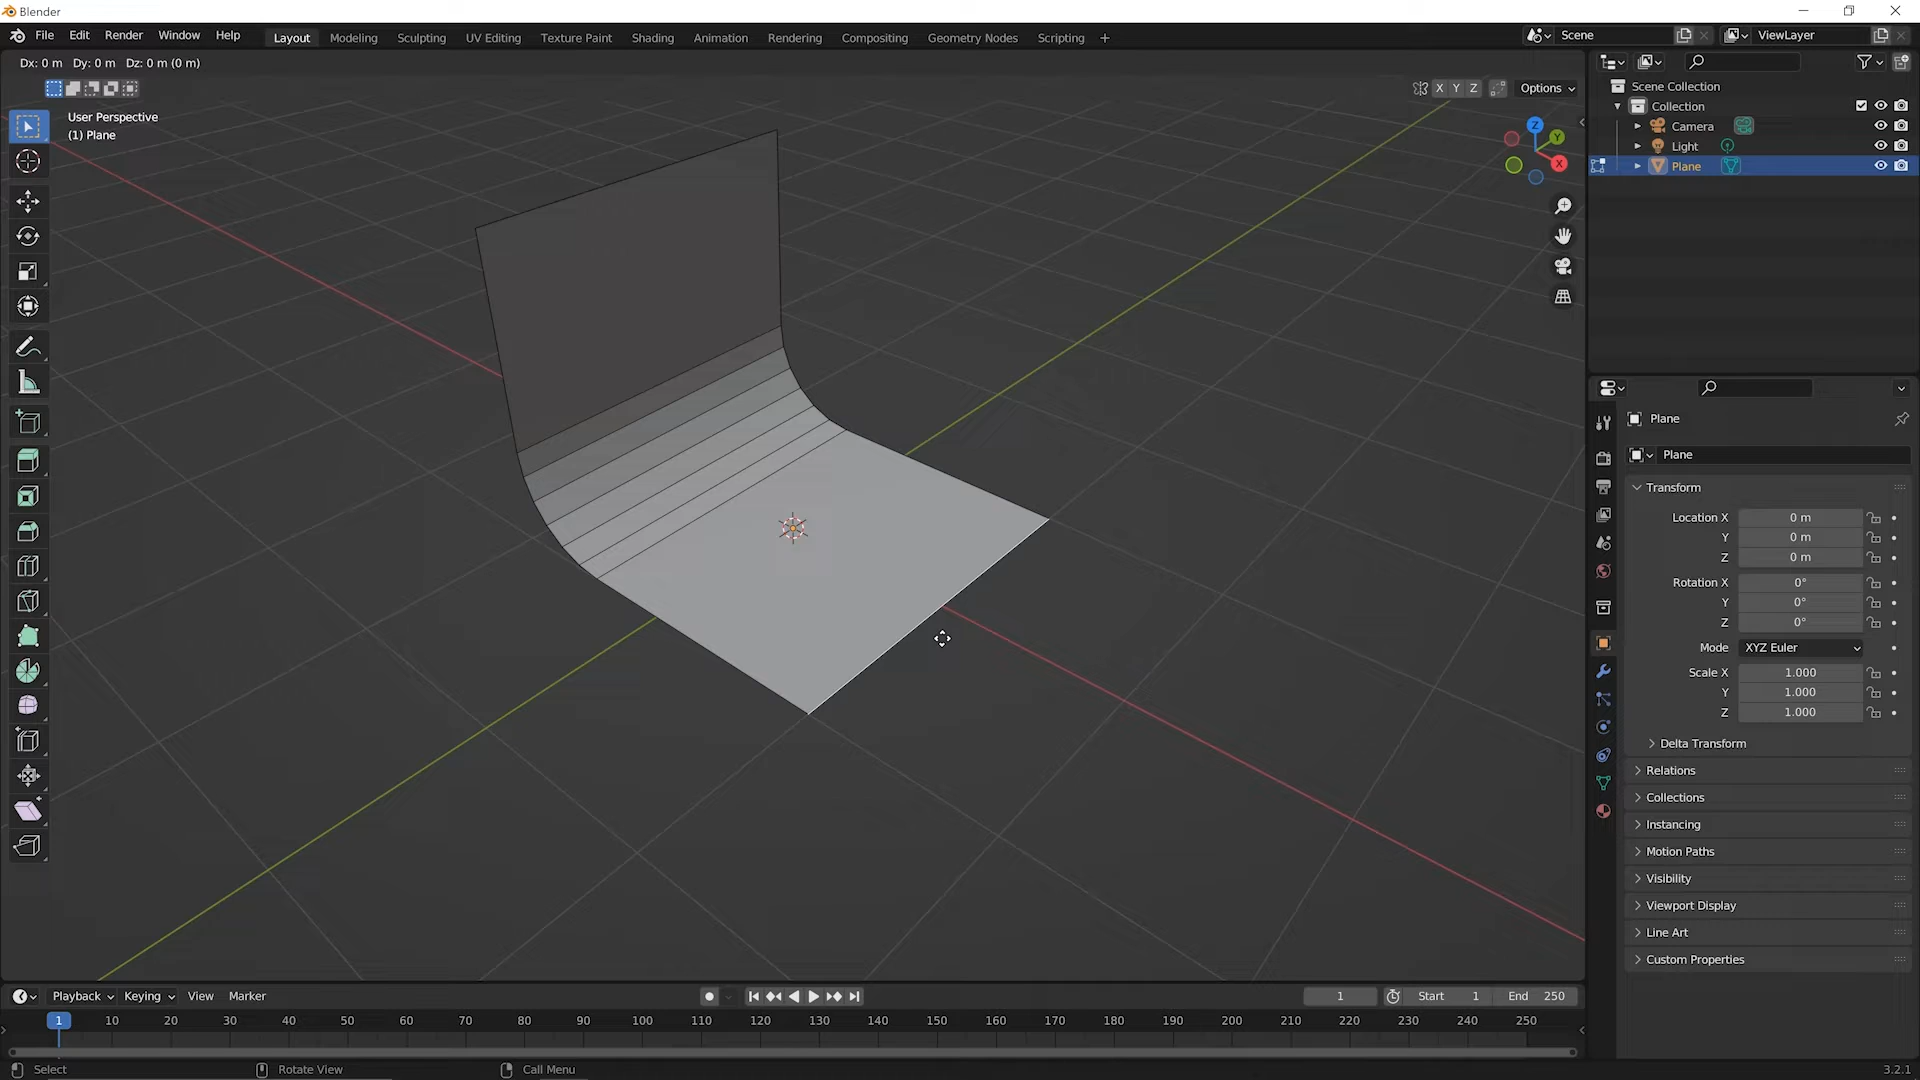 Blender
File Edit Render Window Help Layout Modeling Sculpting UV Editing Texture Paint Shading Animation Rendering Compositing Geometry Nodes Scripting + Scene ViewLayer
Dx: 0 m Dy: 0 m Dz: 0 m (0 m)
X Y Z Options
User Perspective
(1) Plane
Z
Y
X
Scene Collection
Collection
Camera
Light
Plane
Plane
Plane
Transform
Location X 0 m
Y 0 m
Z 0 m
Rotation X 0°
Y 0°
Z 0°
Mode XYZ Euler
Scale X 1.000
Y 1.000
Z 1.000
Delta Transform
Relations
Collections
Instancing
Motion Paths
Visibility
Viewport Display
Line Art
Custom Properties
Playback Keying View Marker 1 Start 1 End 250
1 10 20 30 40 50 60 70 80 90 100 110 120 130 140 150 160 170 180 190 200 210 220 230 240 250
Select Rotate View Call Menu 3.2.1